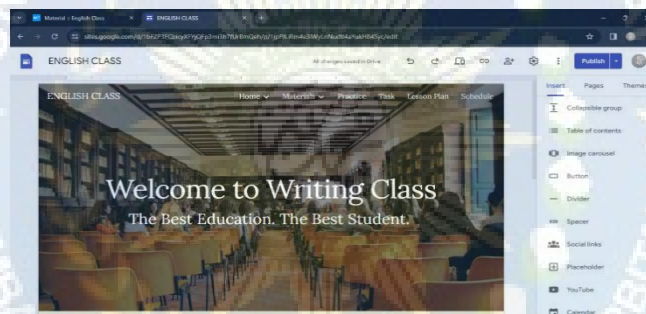 Material - English Class
ENGLISH CLASS
ENGLISH CLASS
All changes saved in Drive
Publish
ENGLISH CLASS
Home
Materials
Practice
Task
Lesson Plan
Schedule
Welcome to Writing Class
The Best Education. The Best Student.
Insert
Pages
Themes
Collapsible group
Table of contents
Image carousel
Button
Divider
Spacer
Social links
Placeholder
YouTube
Calendar